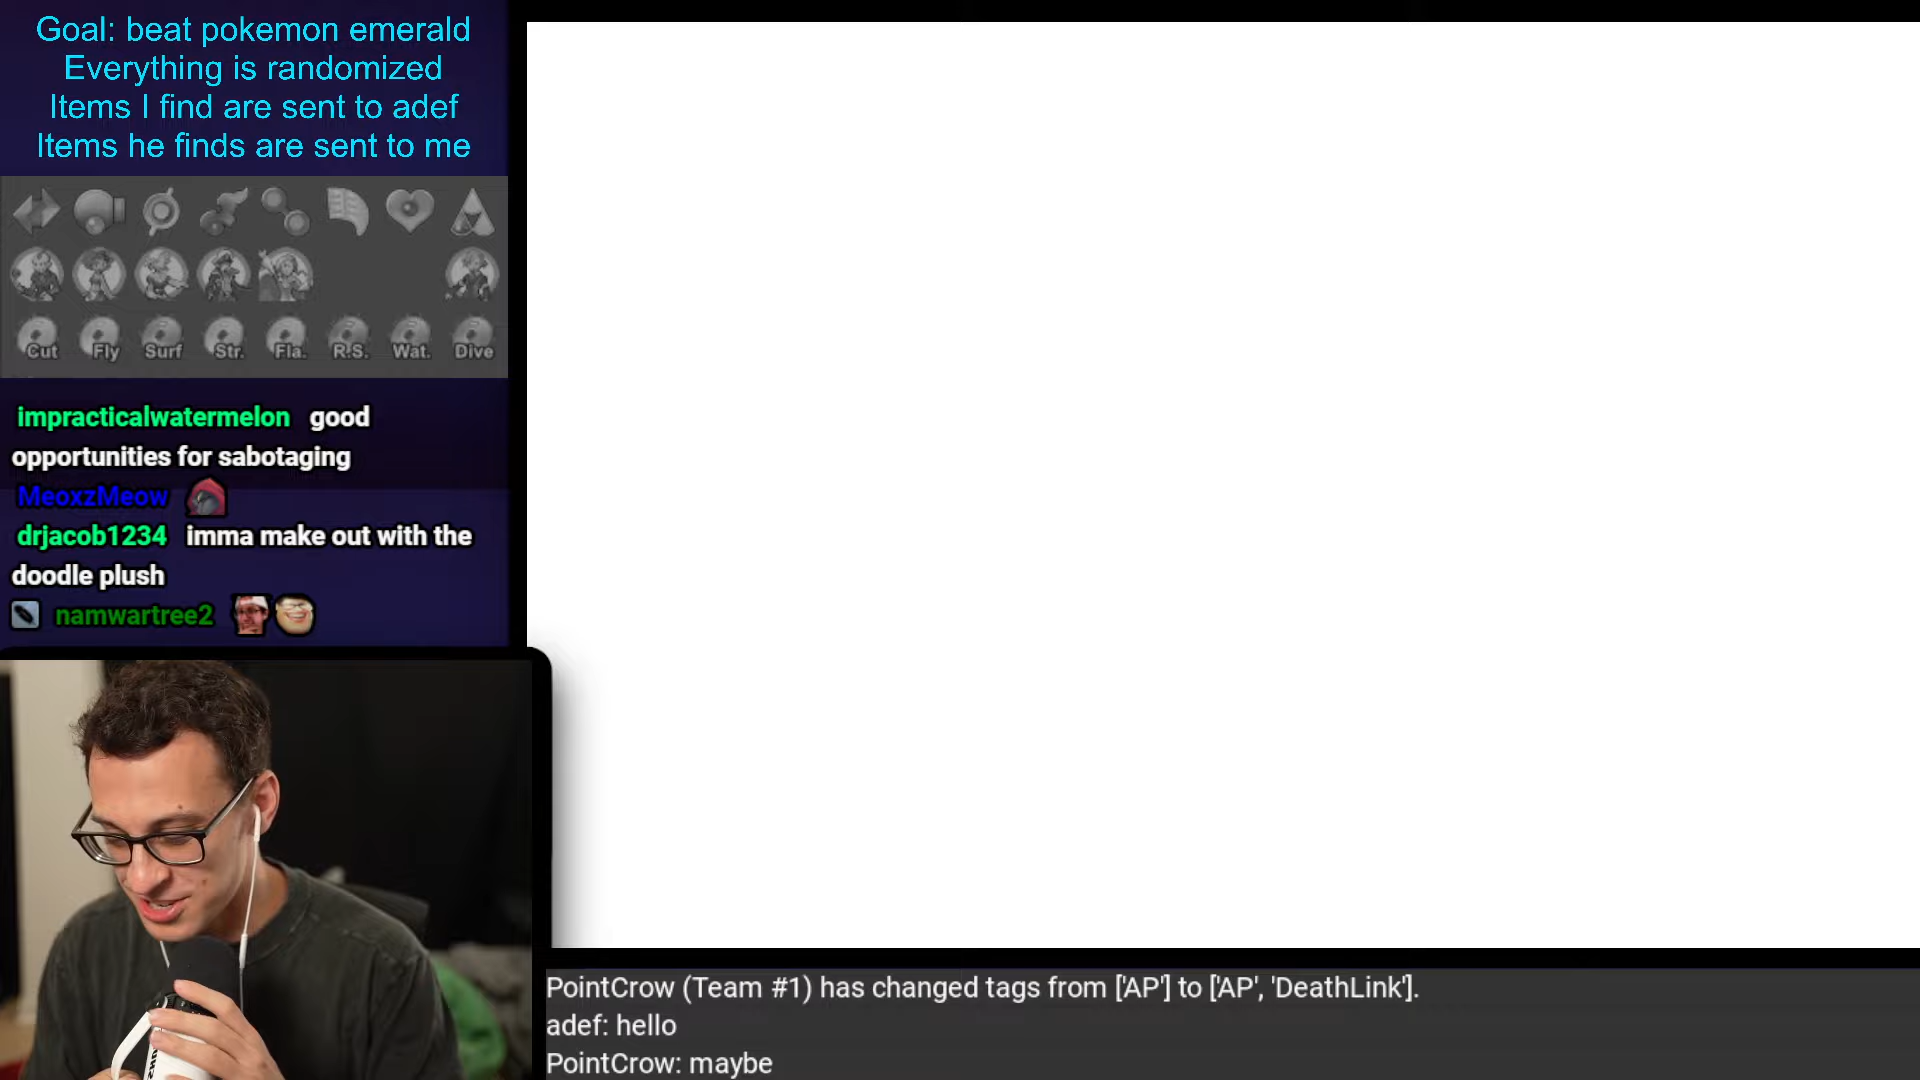 Goal: beat pokemon emerald
Everything is randomized
Items I find are sent to adef
Items he finds are sent to me
Cut Fly Surf Str. Fla. R.S. Wat. Dive
impracticalwatermelon good
opportunities for sabotaging
MeoxzMeow
drjacob1234 imma make out with the
doodle plush
namwartree2
PointCrow (Team #1) has changed tags from ['AP'] to ['AP', 'DeathLink'].
adef: hello
PointCrow: maybe